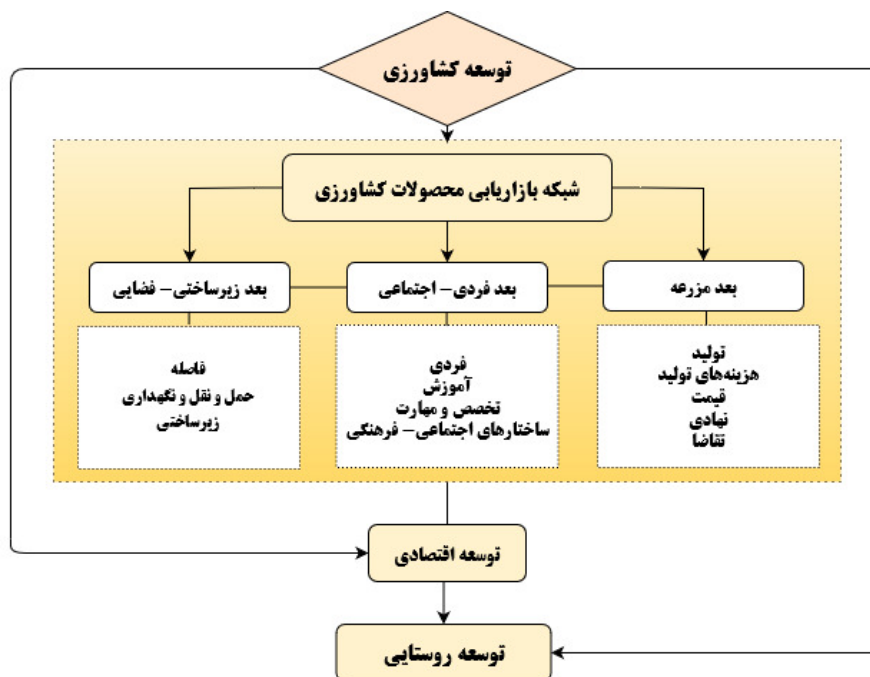 توسعه کشاورزی
شبکه بازاریابی محصولات کشاورزی
بعد مزرعه
بعد فردی- اجتماعی
بعد زیرساختی- فضایی
تولید
هزینه‌های تولید
قیمت
نهادی
تقاضا
فردی
آموزش
تخصص و مهارت
ساختارهای اجتماعی- فرهنگی
فاصله
حمل و نقل و نگهداری
زیرساختی
توسعه اقتصادی
توسعه روستایی